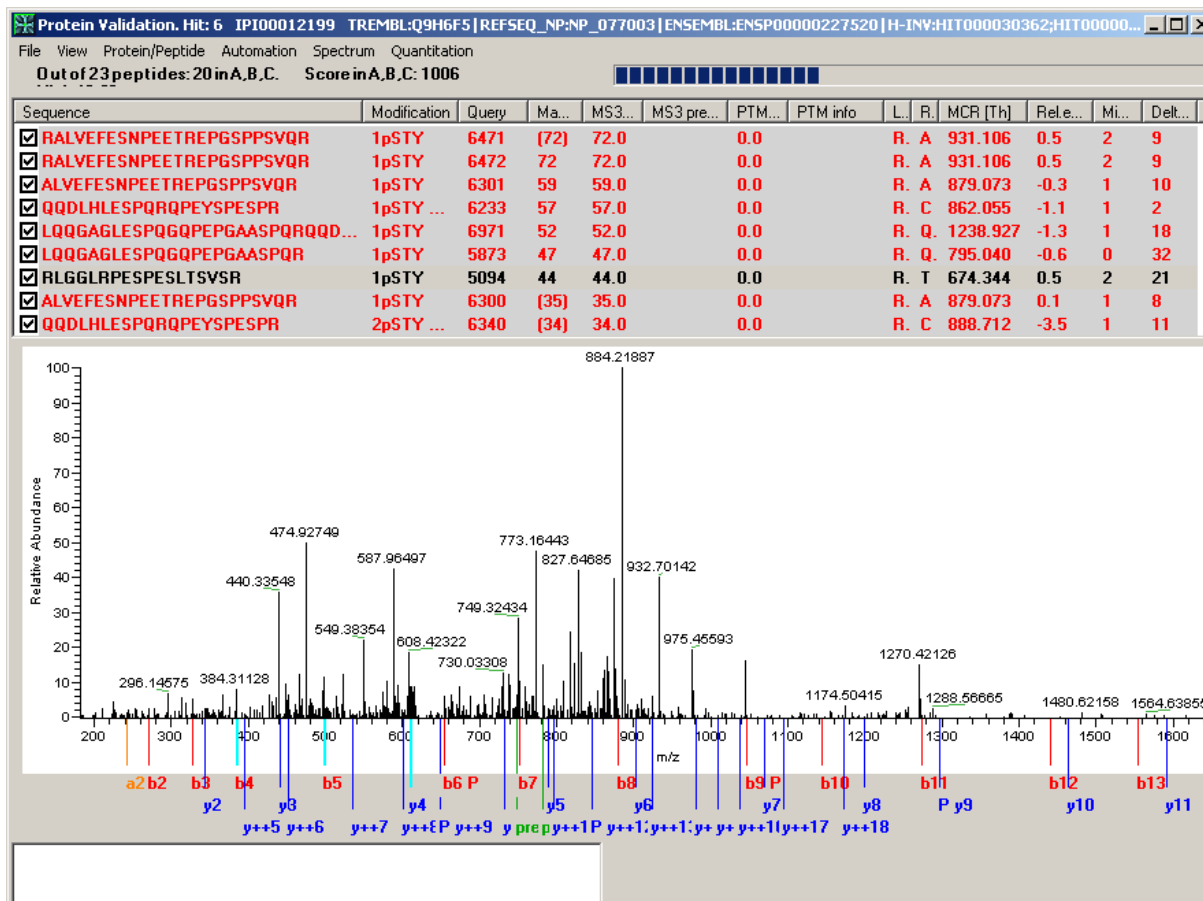 Protein Validation. Hit: 6 IPI00012199 TREMBL:Q9H6F5|REFSEQ_NP:NP_077003|ENSEMBL:ENSP00000227520|H-INV:HIT000030362;HIT00000...
File View Protein/Peptide Automation Spectrum Quantitation
Out of 23 peptides: 20 in A,B,C. Score in A,B,C: 1006
Sequence Modification Query Ma... MS3... MS3 pre... PTM... PTM info L.. R. MCR [Th] Rel.e... Mi... Delt...
RALVEFESNPEETREPGSPPSVQR 1pSTY 6471 (72) 72.0 0.0 R. A 931.106 0.5 2 9
RALVEFESNPEETREPGSPPSVQR 1pSTY 6472 72 72.0 0.0 R. A 931.106 0.5 2 9
ALVEFESNPEETREPGSPPSVQR 1pSTY 6301 59 59.0 0.0 R. A 879.073 -0.3 1 10
QQDLHLESPQRQPEYSPESPR 1pSTY ... 6233 57 57.0 0.0 R. C 862.055 -1.1 1 2
LQQGAGLESPQGQPEPGAASPQRQQD... 1pSTY 6971 52 52.0 0.0 R. Q. 1238.927 -1.3 1 18
LQQGAGLESPQGQPEPGAASPQR 1pSTY 5873 47 47.0 0.0 R. Q. 795.040 -0.6 0 32
RLGGLRPESPESLTSVSR 1pSTY 5094 44 44.0 0.0 R. T 674.344 0.5 2 21
ALVEFESNPEETREPGSPPSVQR 1pSTY 6300 (35) 35.0 0.0 R. A 879.073 0.1 1 8
QQDLHLESPQRQPEYSPESPR 2pSTY ... 6340 (34) 34.0 0.0 R. C 888.712 -3.5 1 11
884.21887
100
90
80
70
60
50
40
30
20
10
0
Relative Abundance
474.92749
773.16443
587.96497
827.64685
440.33548
932.70142
749.32434
549.38354
608.42322
975.45593
730.03308
1270.42126
384.31128
296.14575
1174.50415
1288.56665
1480.62158
1564.63855
200 300 400 500 600 700 800 900 1000 1100 1200 1300 1400 1500 1600
m/z
a2 b2 b3 b4 b5 b6 P b7 b8 b9 P b10 b11 b12 b13
y2 y3 y4 y5 y6 y7 y8 P y9 y10 y11
y++5 y++6 y++7 P y++9 y P y++17 y++18